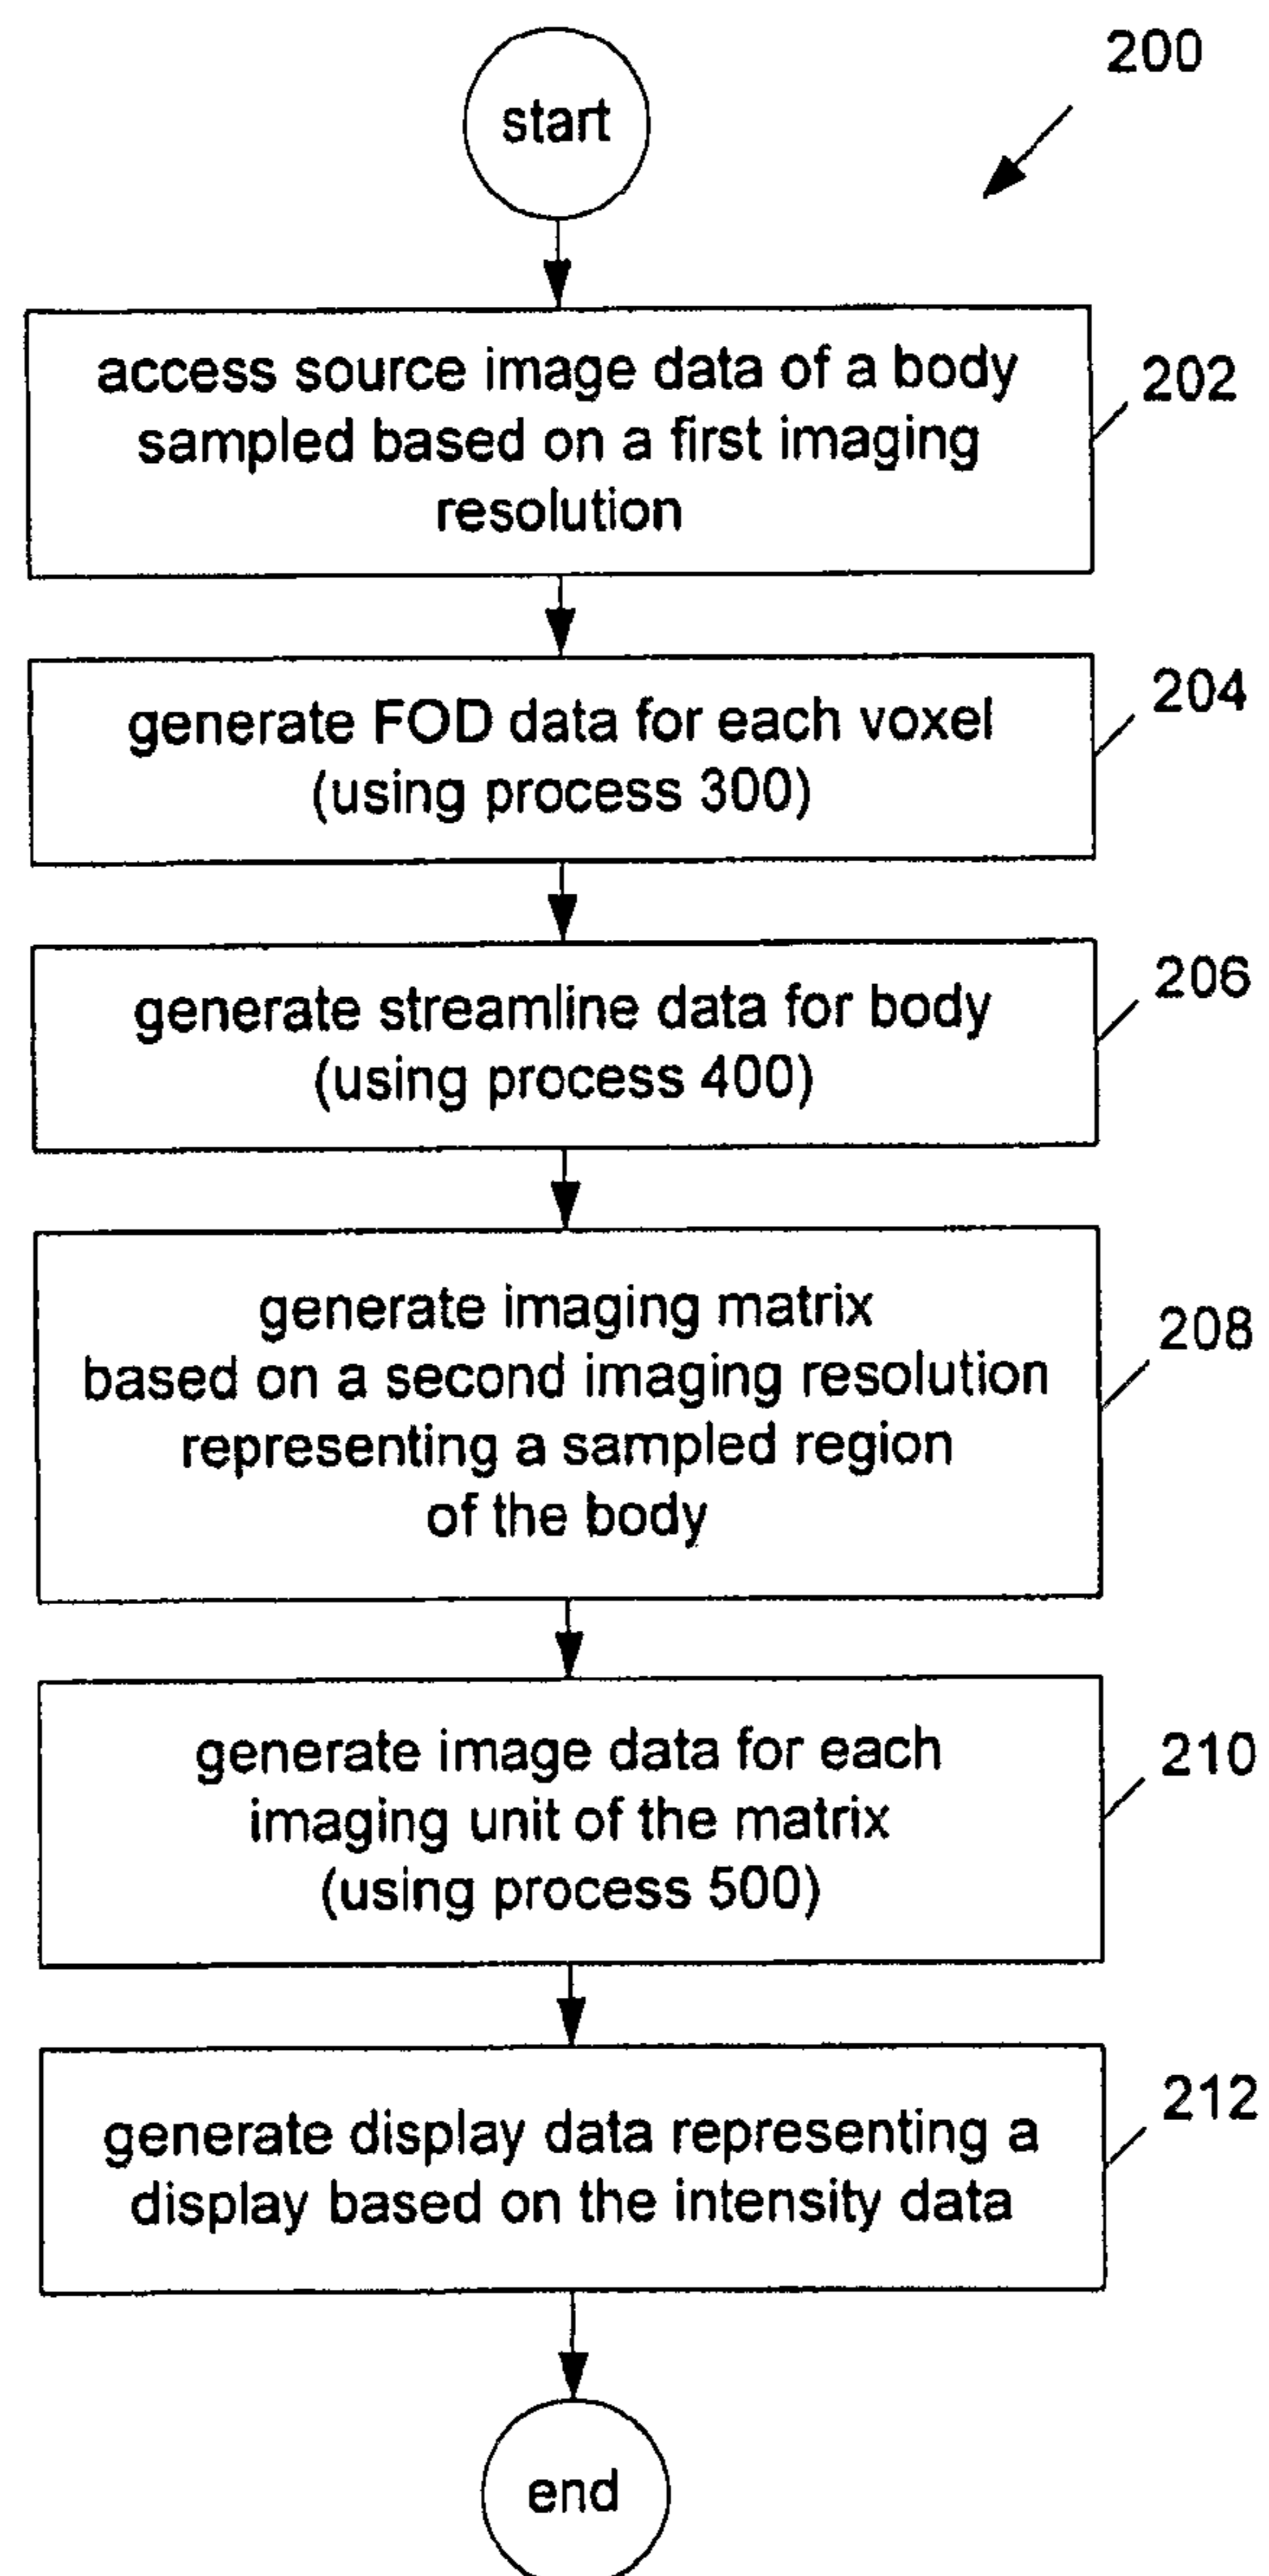 200
start
access source image data of a body
sampled based on a first imaging
resolution
202
generate FOD data for each voxel
(using process 300)
204
generate streamline data for body
(using process 400)
206
generate imaging matrix
based on a second imaging resolution
representing a sampled region
of the body
208
generate image data for each
imaging unit of the matrix
(using process 500)
210
generate display data representing a
display based on the intensity data
212
end